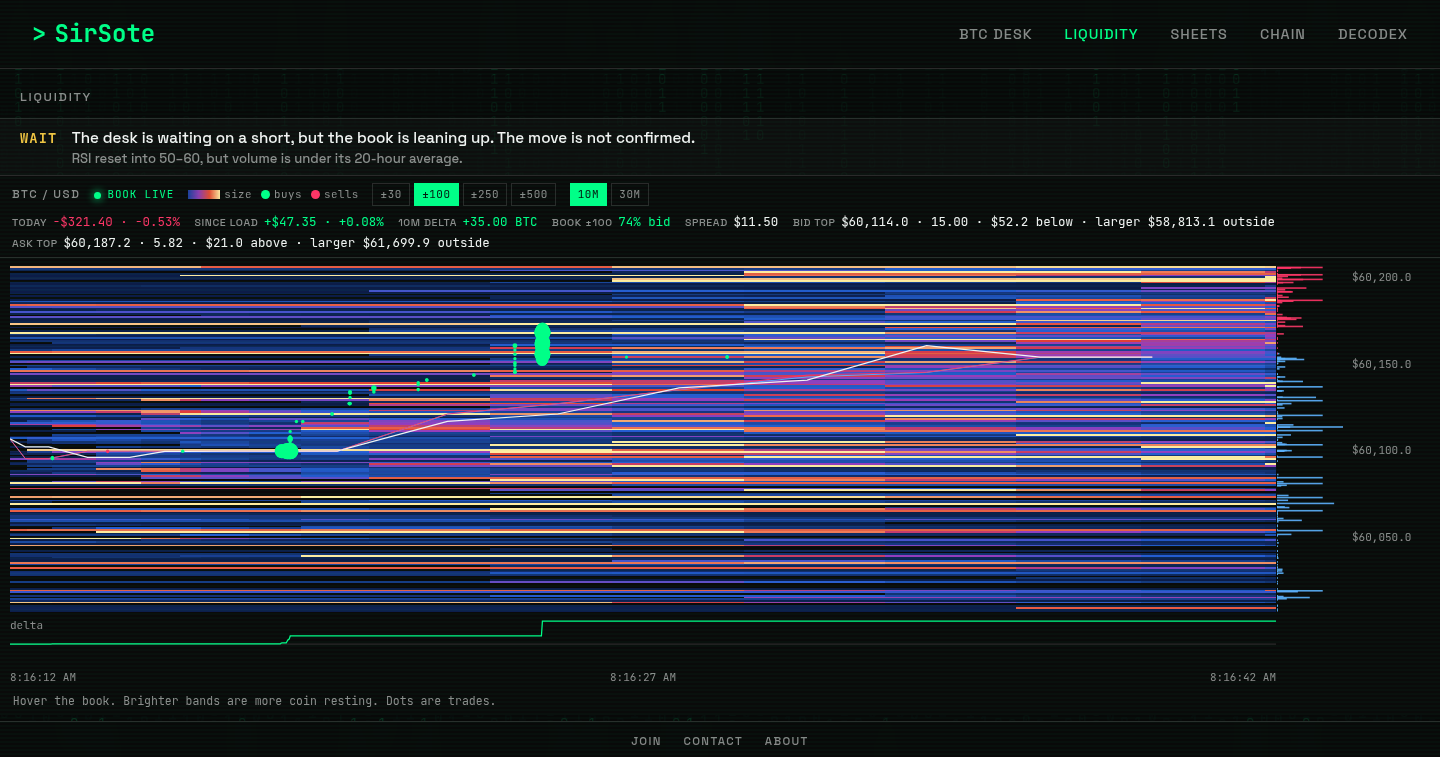 > SirSote
BTC DESK LIQUIDITY SHEETS CHAIN DECODEX
LIQUIDITY
WAIT The desk is waiting on a short, but the book is leaning up. The move is not confirmed.
RSI reset into 50–60, but volume is under its 20-hour average.
BTC / USD BOOK LIVE size buys sells ±30 ±100 ±250 ±500 10M 30M
TODAY -$321.40 · -0.53% SINCE LOAD +$47.35 · +0.08% 10M DELTA +35.00 BTC BOOK ±100 74% bid SPREAD $11.50 BID TOP $60,114.0 · 15.00 · $52.2 below · larger $58,813.1 outside
ASK TOP $60,187.2 · 5.82 · $21.0 above · larger $61,699.9 outside
$60,200.0
$60,150.0
$60,100.0
$60,050.0
delta
8:16:12 AM 8:16:27 AM 8:16:42 AM
Hover the book. Brighter bands are more coin resting. Dots are trades.
JOIN CONTACT ABOUT